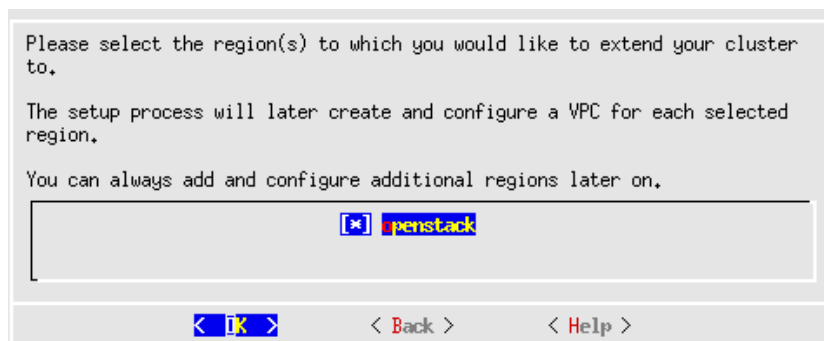 Please select the region(s) to which you would like to extend your cluster
to.
The setup process will later create and configure a VPC for each selected
region.
You can always add and configure additional regions later on.
[*] openstack
< OK > < Back > < Help >